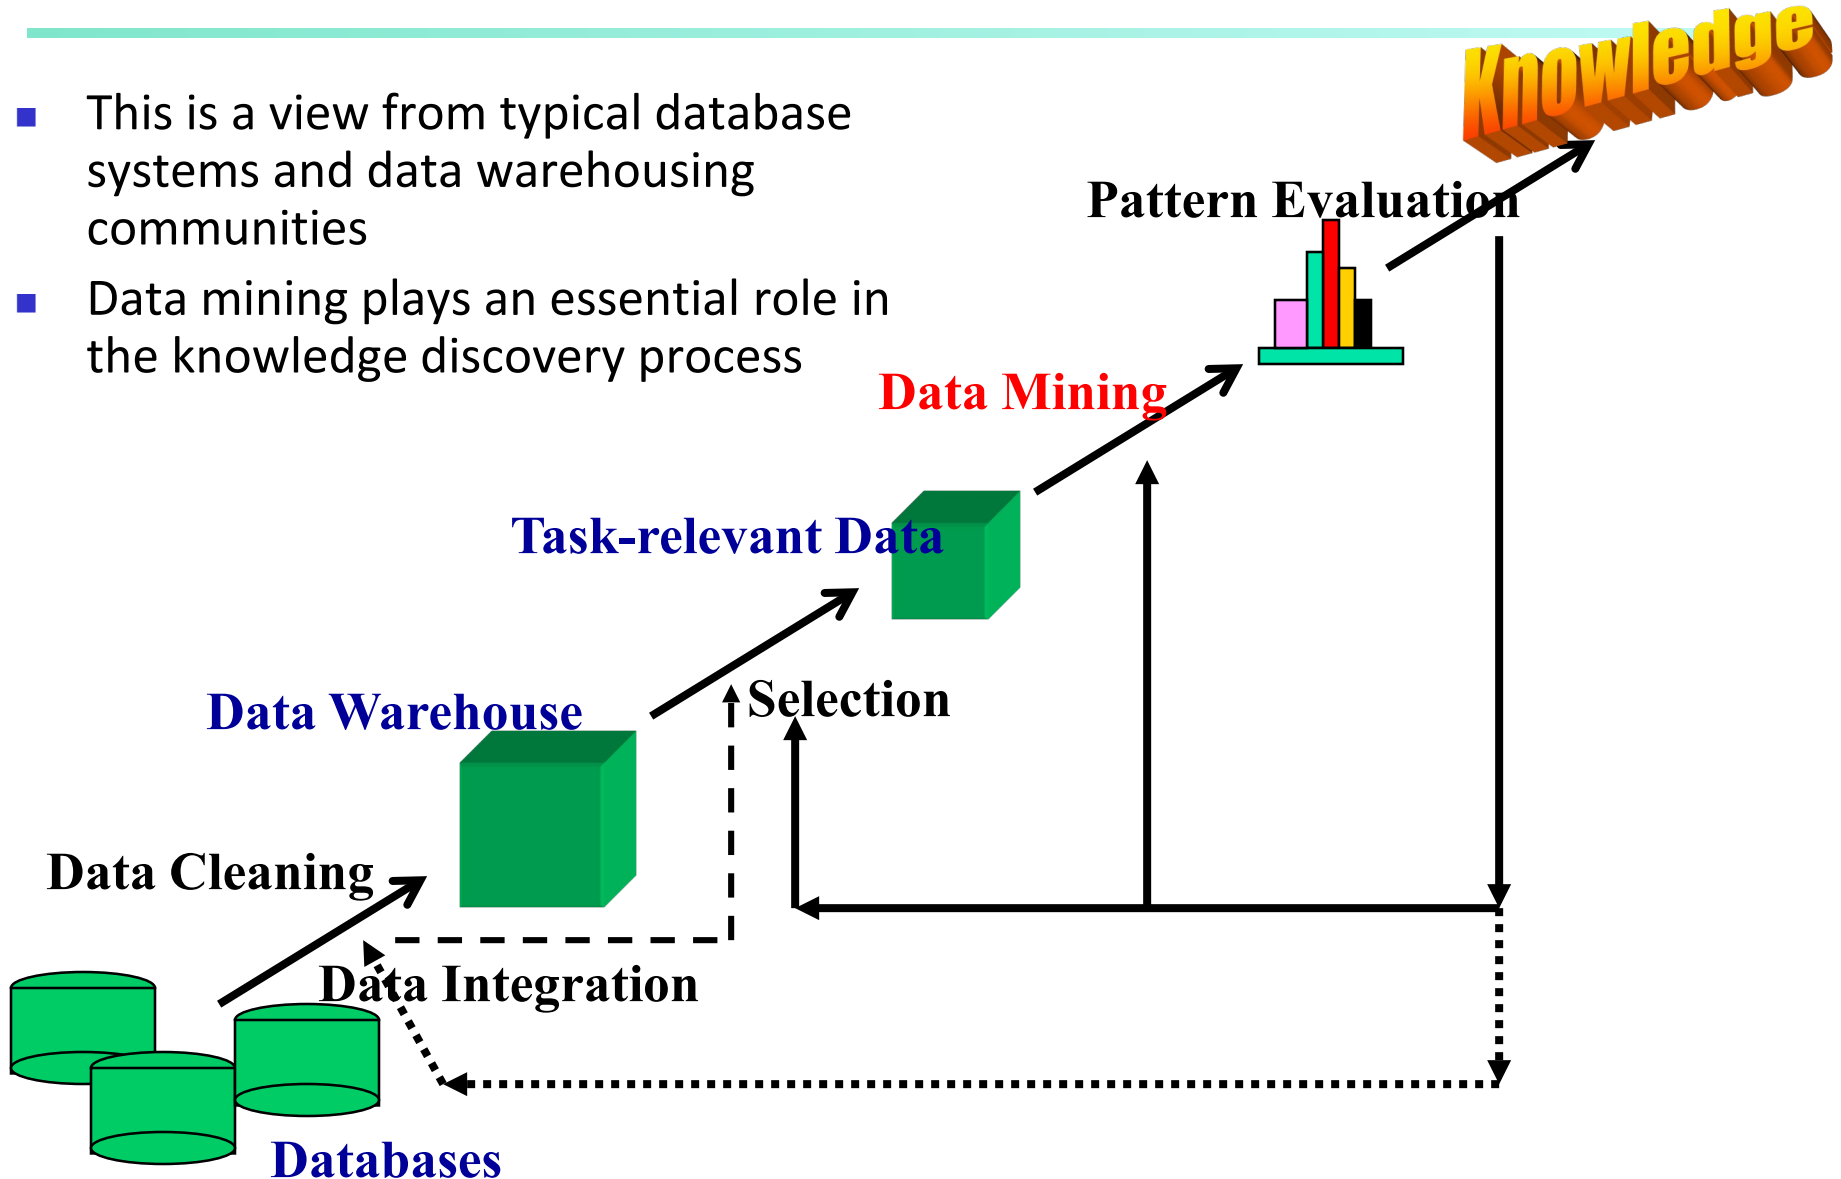 Knowledge
This is a view from typical database
systems and data warehousing
communities
Pattern Evaluation
Data mining plays an essential role in
the knowledge discovery process
Data Mining
Task-relevant Data
Selection
Data Warehouse
Data Cleaning
Data Integration
Databases